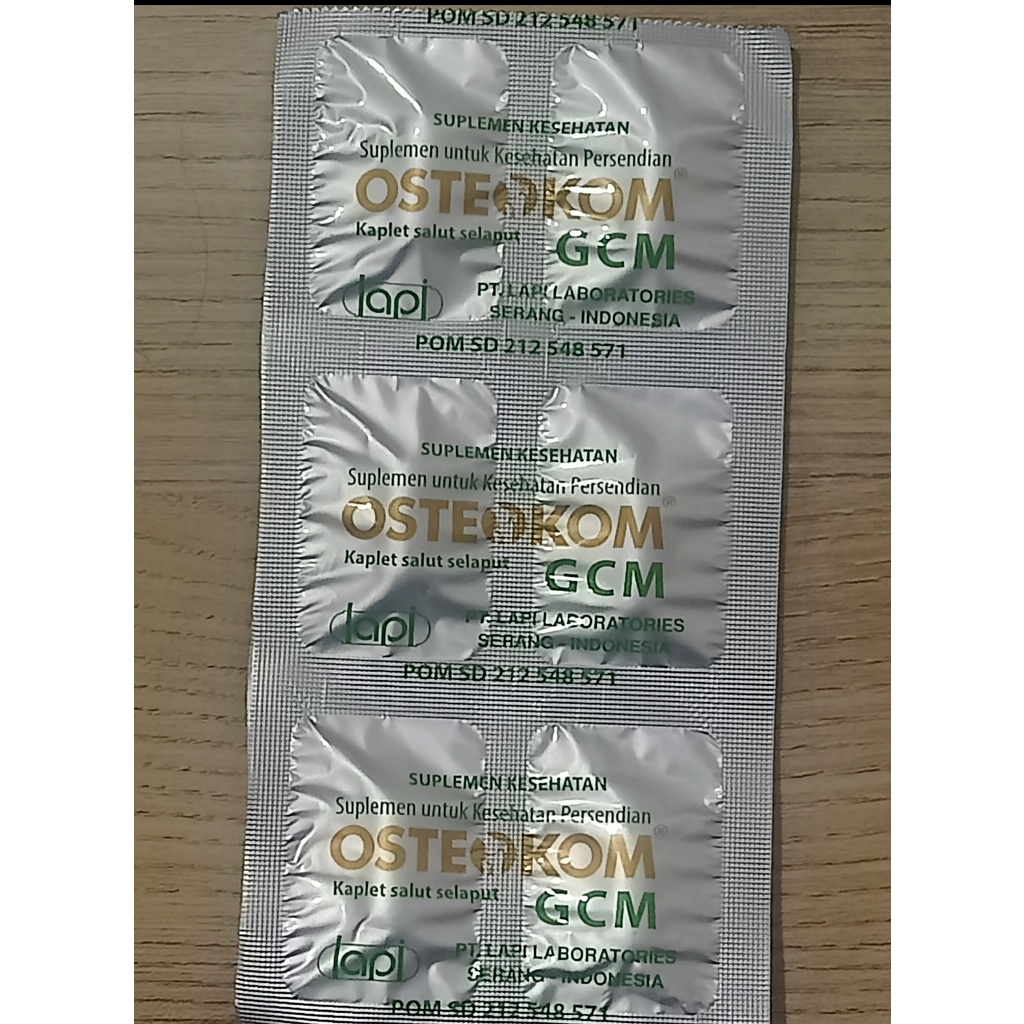 POM SD 212 548 571
SUPLEMEN KESEHATAN
Suplemen untuk Kesehatan Persendian
OSTEOKOM®
Kaplet salut selaput
GCM
lapi
PT. LAPI LABORATORIES
SERANG - INDONESIA
POM SD 212 548 571
SUPLEMEN KESEHATAN
Suplemen untuk Kesehatan Persendian
OSTEOKOM®
Kaplet salut selaput
GCM
lapi
PT. LAPI LABORATORIES
SERANG - INDONESIA
POM SD 212 548 571
SUPLEMEN KESEHATAN
Suplemen untuk Kesehatan Persendian
OSTEOKOM®
Kaplet salut selaput
GCM
lapi
PT. LAPI LABORATORIES
SERANG - INDONESIA
POM SD 212 548 571